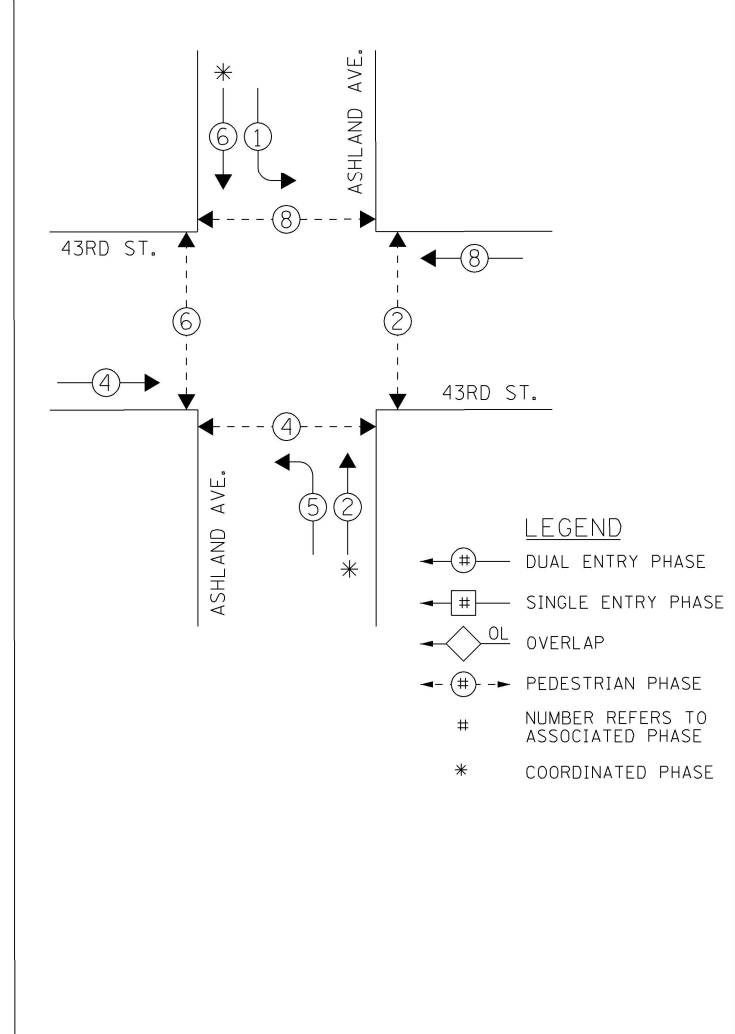 ASHLAND AVE.
*
6
1
8
43RD ST.
8
6
2
4
43RD ST.
4
ASHLAND AVE.
5
2
*
LEGEND
# DUAL ENTRY PHASE
# SINGLE ENTRY PHASE
OL OVERLAP
# PEDESTRIAN PHASE
# NUMBER REFERS TO
ASSOCIATED PHASE
* COORDINATED PHASE